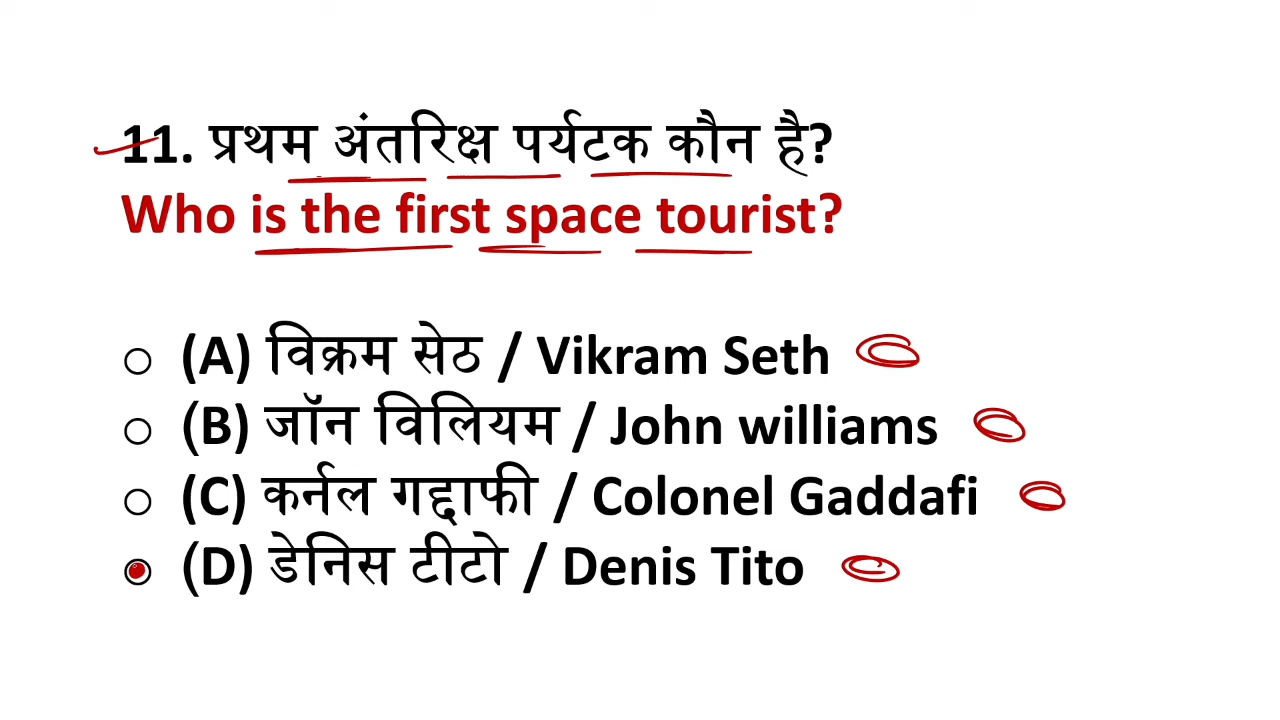 11. प्रथम अंतरिक्ष पर्यटक कौन है?
Who is the first space tourist?
(A) विक्रम सेठ / Vikram Seth
(B) जॉन विलियम / John williams
(C) कर्नल गद्दाफी / Colonel Gaddafi
(D) डेनिस टीटो / Denis Tito